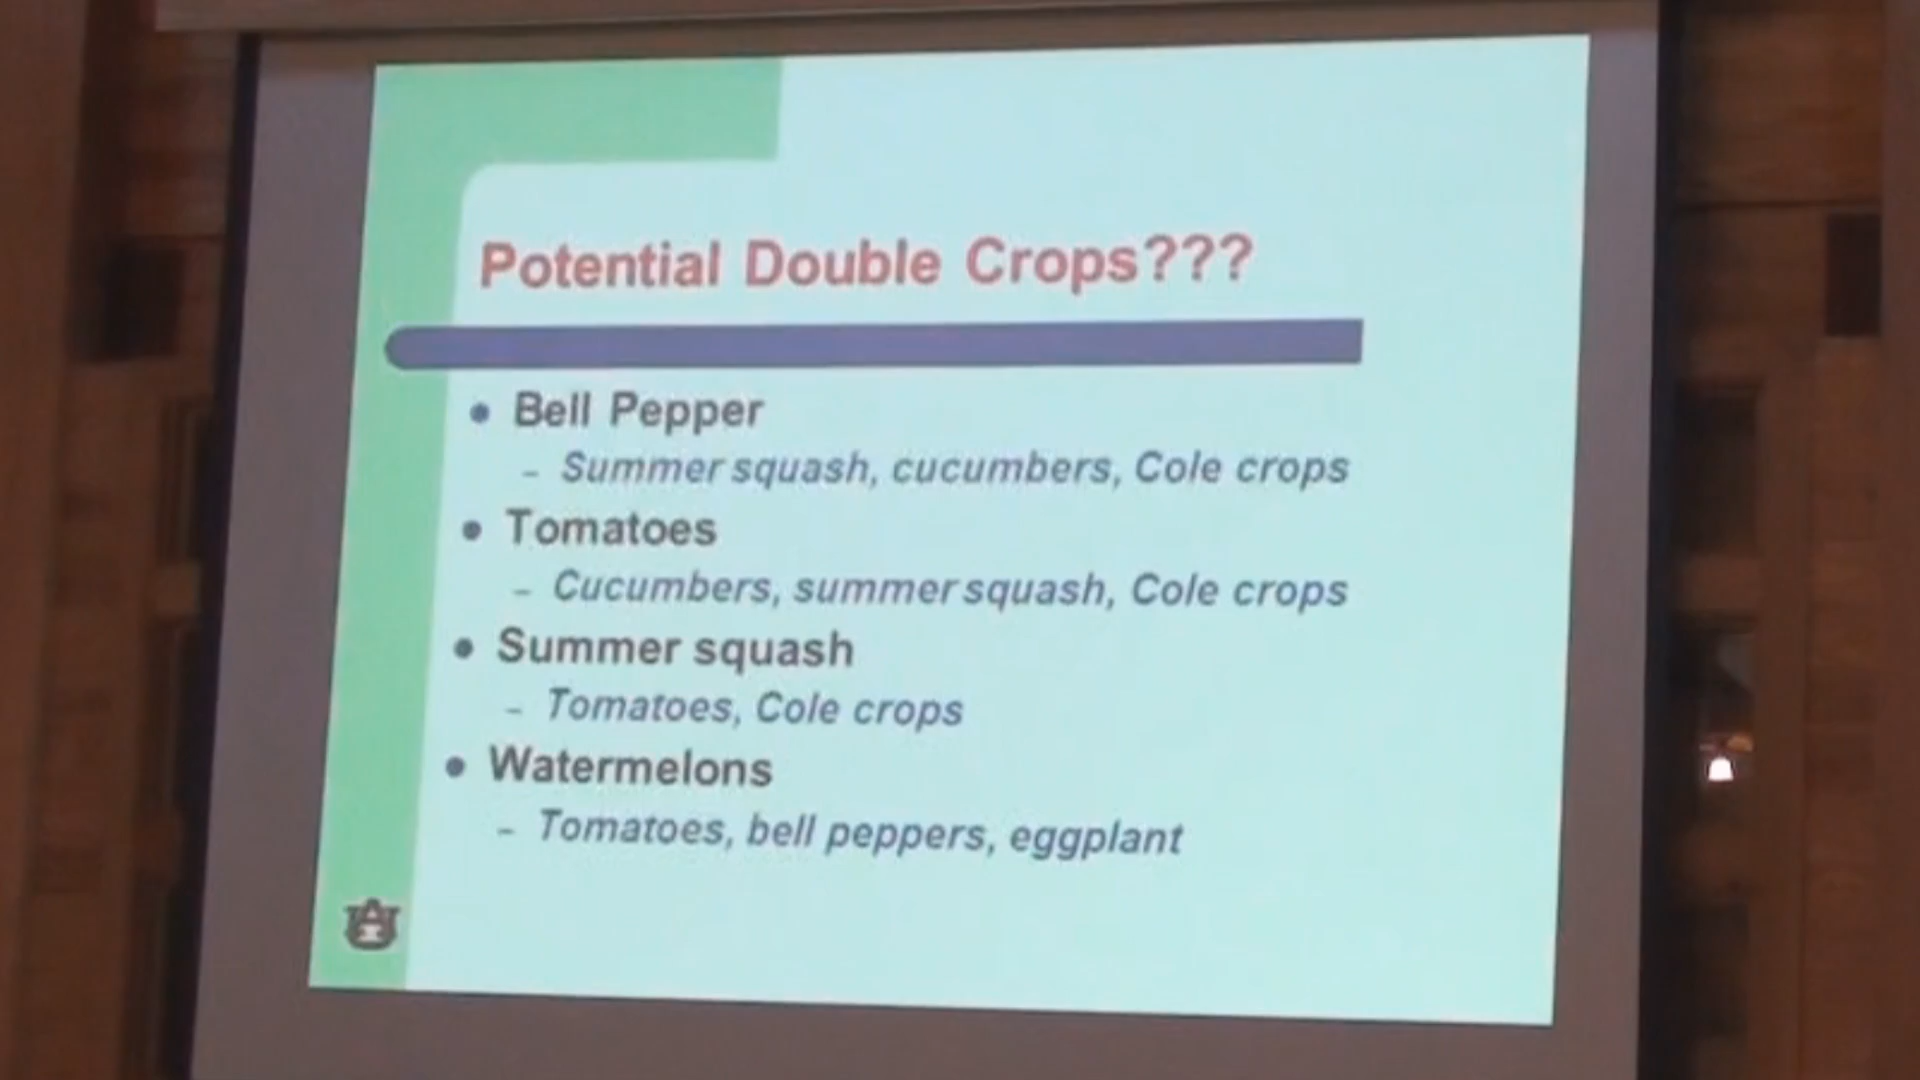 Potential Double Crops???
• Bell Pepper
– Summer squash, cucumbers, Cole crops
• Tomatoes
– Cucumbers, summer squash, Cole crops
• Summer squash
– Tomatoes, Cole crops
• Watermelons
– Tomatoes, bell peppers, eggplant
AU